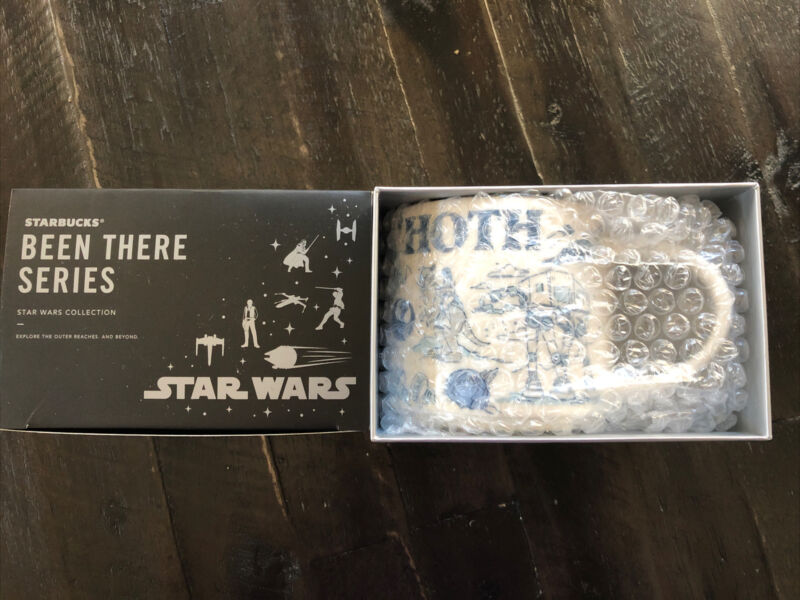 STARBUCKS®
BEEN THERE
SERIES
STAR WARS COLLECTION
EXPLORE THE OUTER REACHES. AND BEYOND.
STAR WARS
HOTH